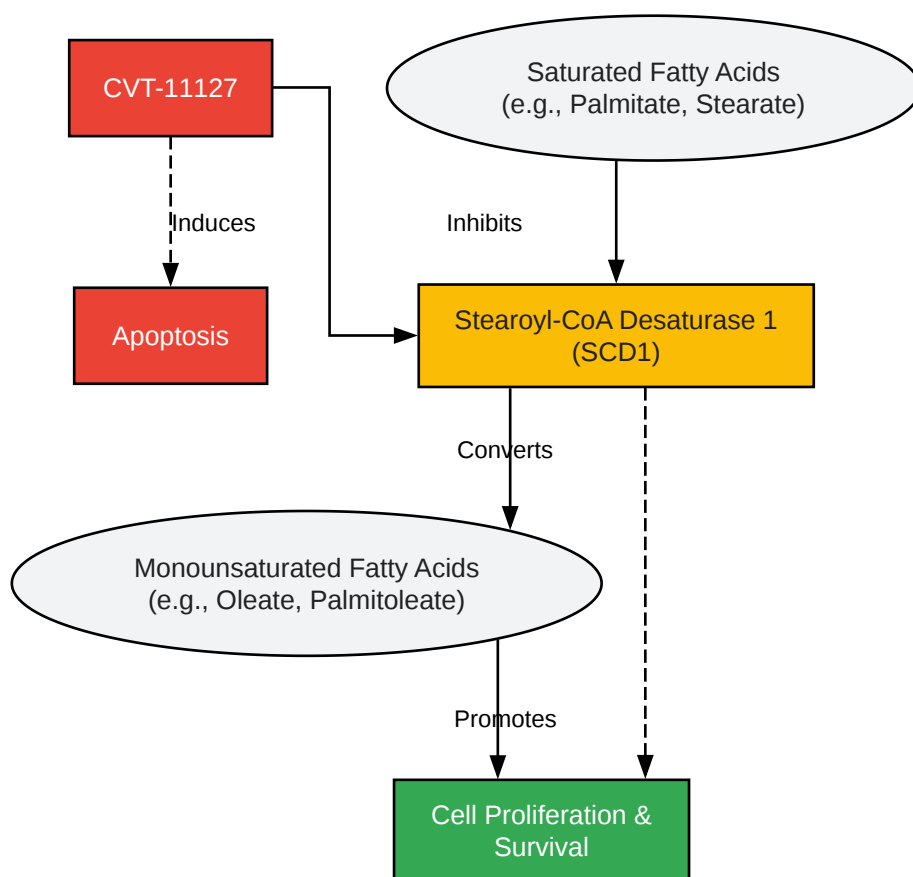 CVT-11127
Saturated Fatty Acids
(e.g., Palmitate, Stearate)
Induces
Inhibits
Apoptosis
Stearoyl-CoA Desaturase 1
(SCD1)
Converts
Monounsaturated Fatty Acids
(e.g., Oleate, Palmitoleate)
Promotes
Cell Proliferation &
Survival